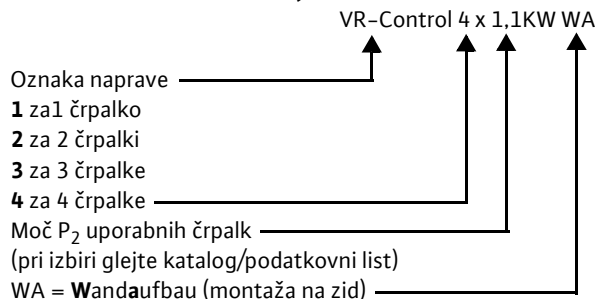 VR-Control 4 x 1,1KW WA
Oznaka naprave
1 za1 črpalko
2 za 2 črpalki
3 za 3 črpalke
4 za 4 črpalke
Moč P2 uporabnih črpalk
(pri izbiri glejte katalog/podatkovni list)
WA = Wandaufbau (montaža na zid)